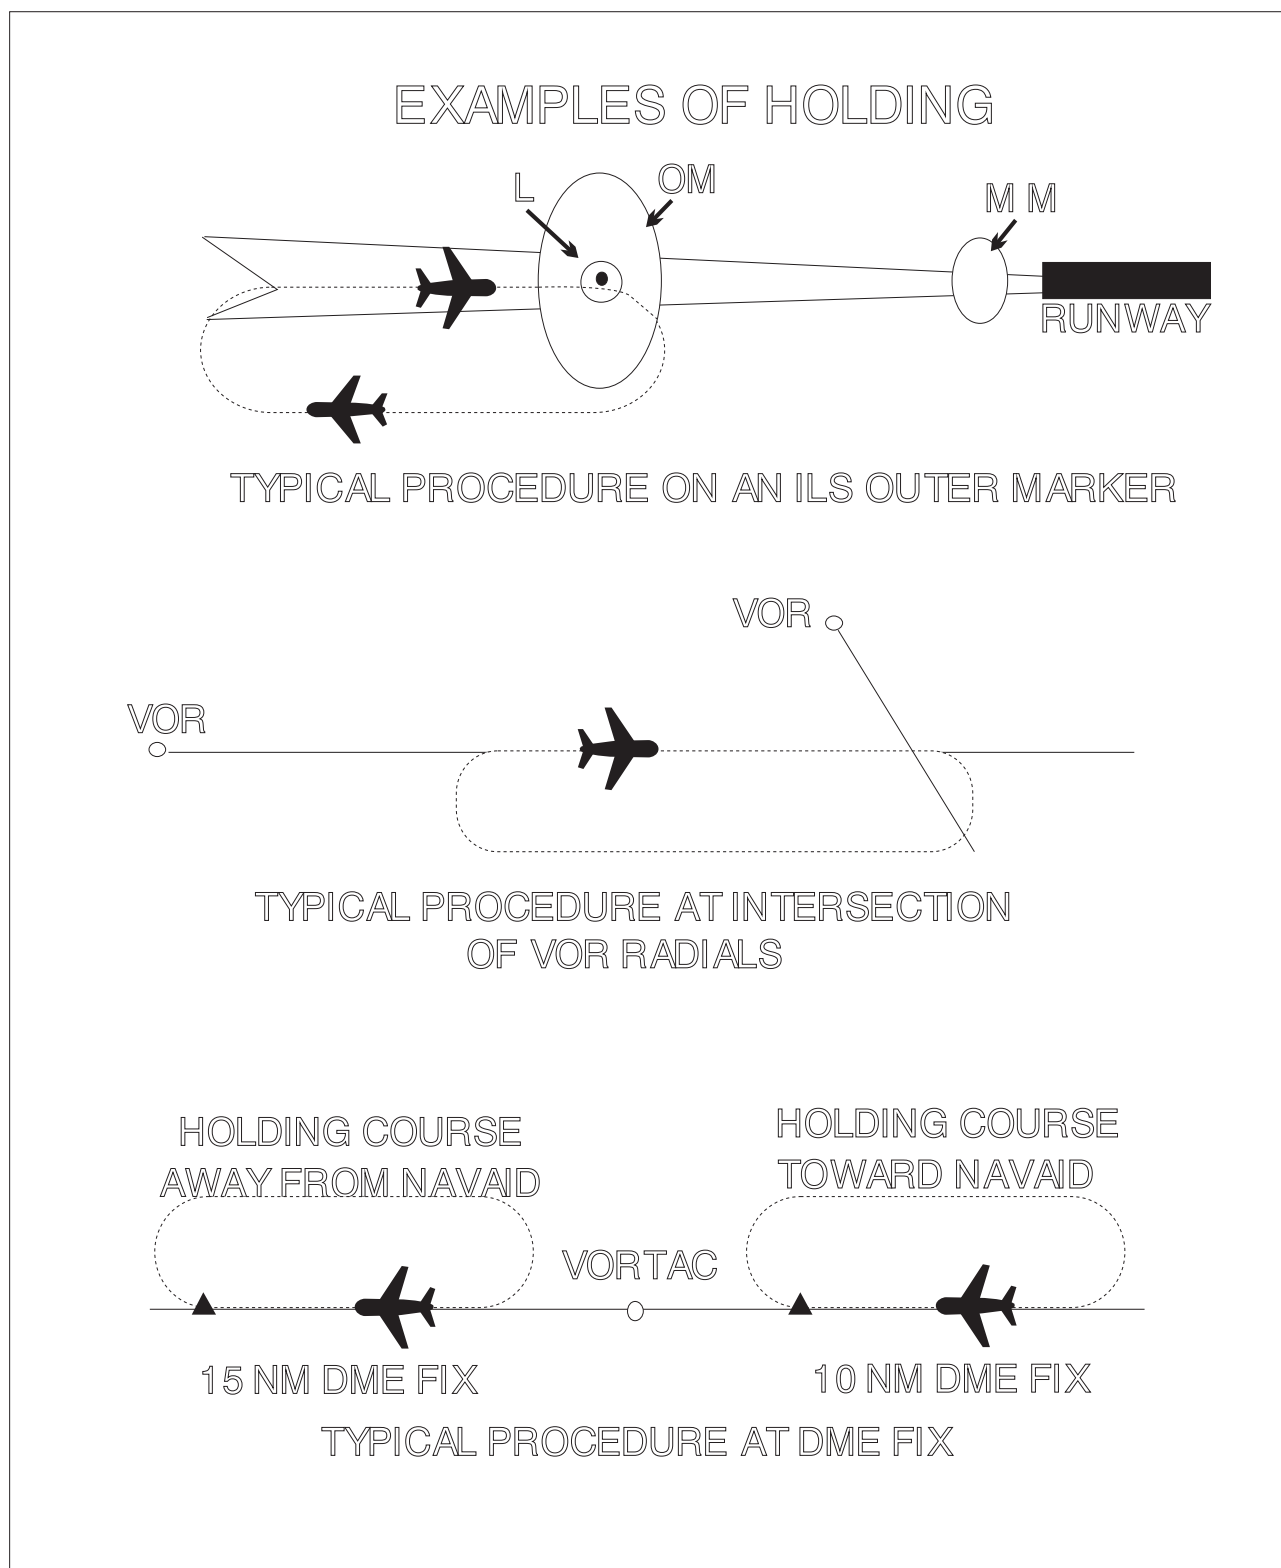 EXAMPLES OF HOLDING
L
OM
M M
RUNWAY
TYPICAL PROCEDURE ON AN ILS OUTER MARKER
VOR
VOR
TYPICAL PROCEDURE AT INTERSECTION
OF VOR RADIALS
HOLDING COURSE
AWAY FROM NAVAID
HOLDING COURSE
TOWARD NAVAID
VORTAC
15 NM DME FIX
10 NM DME FIX
TYPICAL PROCEDURE AT DME FIX